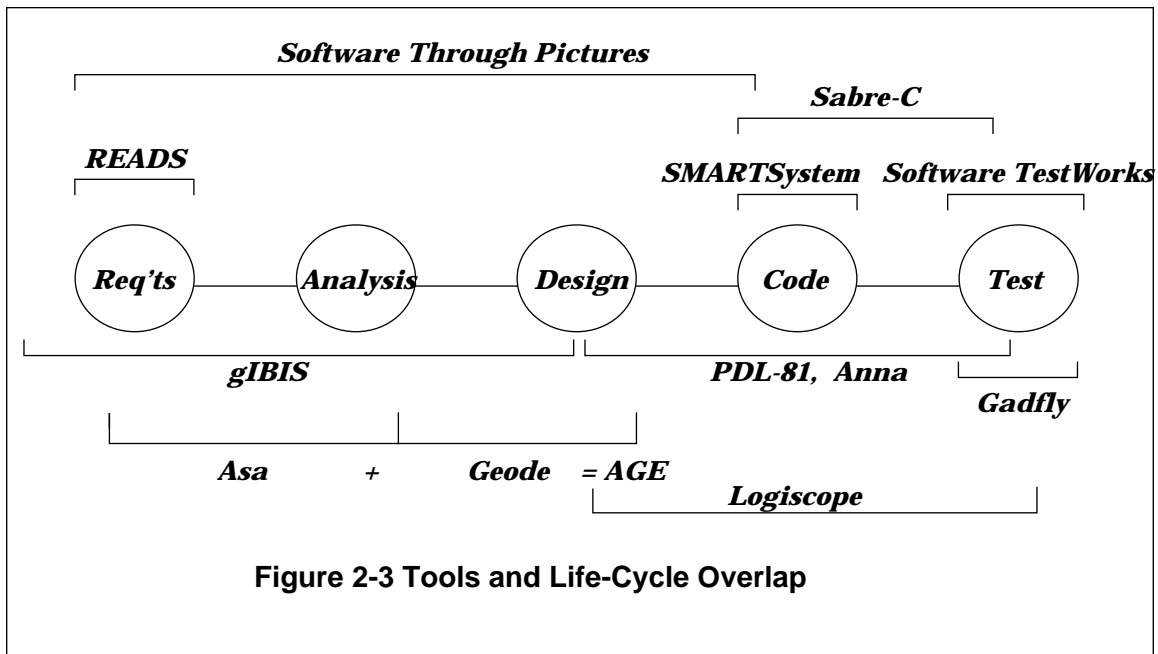 Software Through Pictures
Sabre-C
READS
SMARTSystem
Software TestWorks
Req'ts
Analysis
Design
Code
Test
gIBIS
PDL-81, Anna
Gadfly
Asa + Geode = AGE
Logiscope
Figure 2-3 Tools and Life-Cycle Overlap